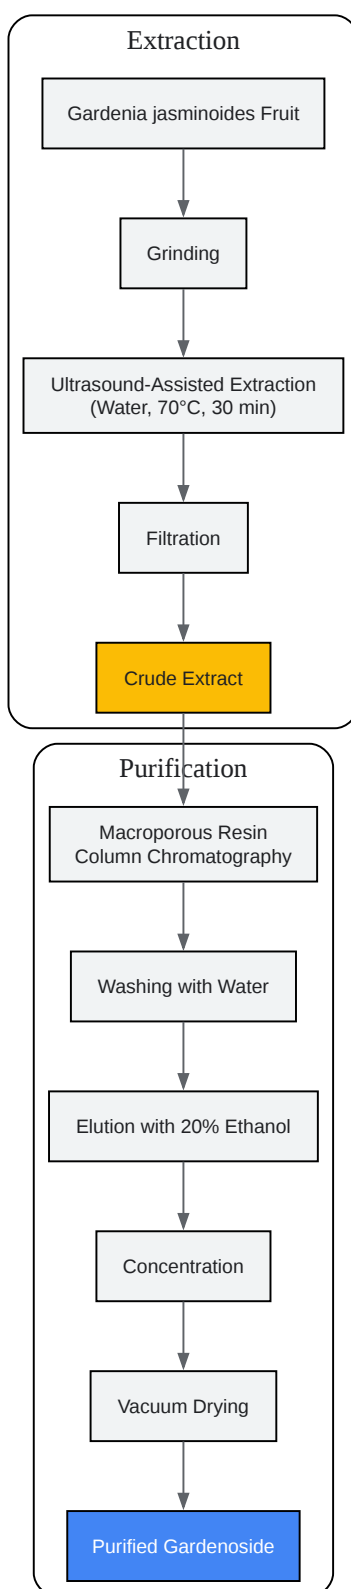 Extraction
Gardenia jasminoides Fruit
Grinding
Ultrasound-Assisted Extraction
(Water, 70°C, 30 min)
Filtration
Crude Extract
Purification
Macroporous Resin
Column Chromatography
Washing with Water
Elution with 20% Ethanol
Concentration
Vacuum Drying
Purified Gardenoside